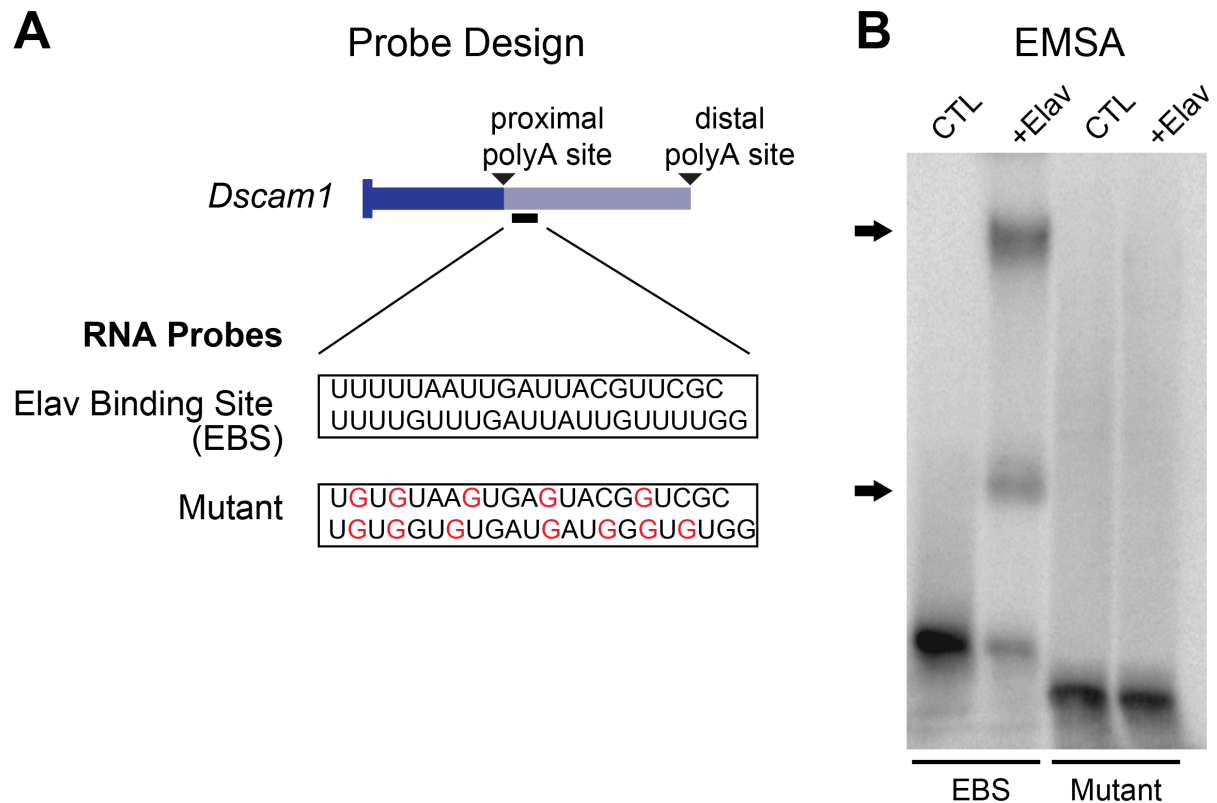 A
Probe Design
proximal
polyA site
distal
polyA site
Dscam1
RNA Probes
Elav Binding Site
(EBS)
UUUUUAAUUGAUUACGUUCGC
UUUUGUUUGAUUAUUGUUUUGG
Mutant
UGUGUAAGUGAGUACGGUCGC
UGUGGUGUGAUGAUGGGUGUGG
B
EMSA
CTL
+Elav
CTL
+Elav
EBS
Mutant